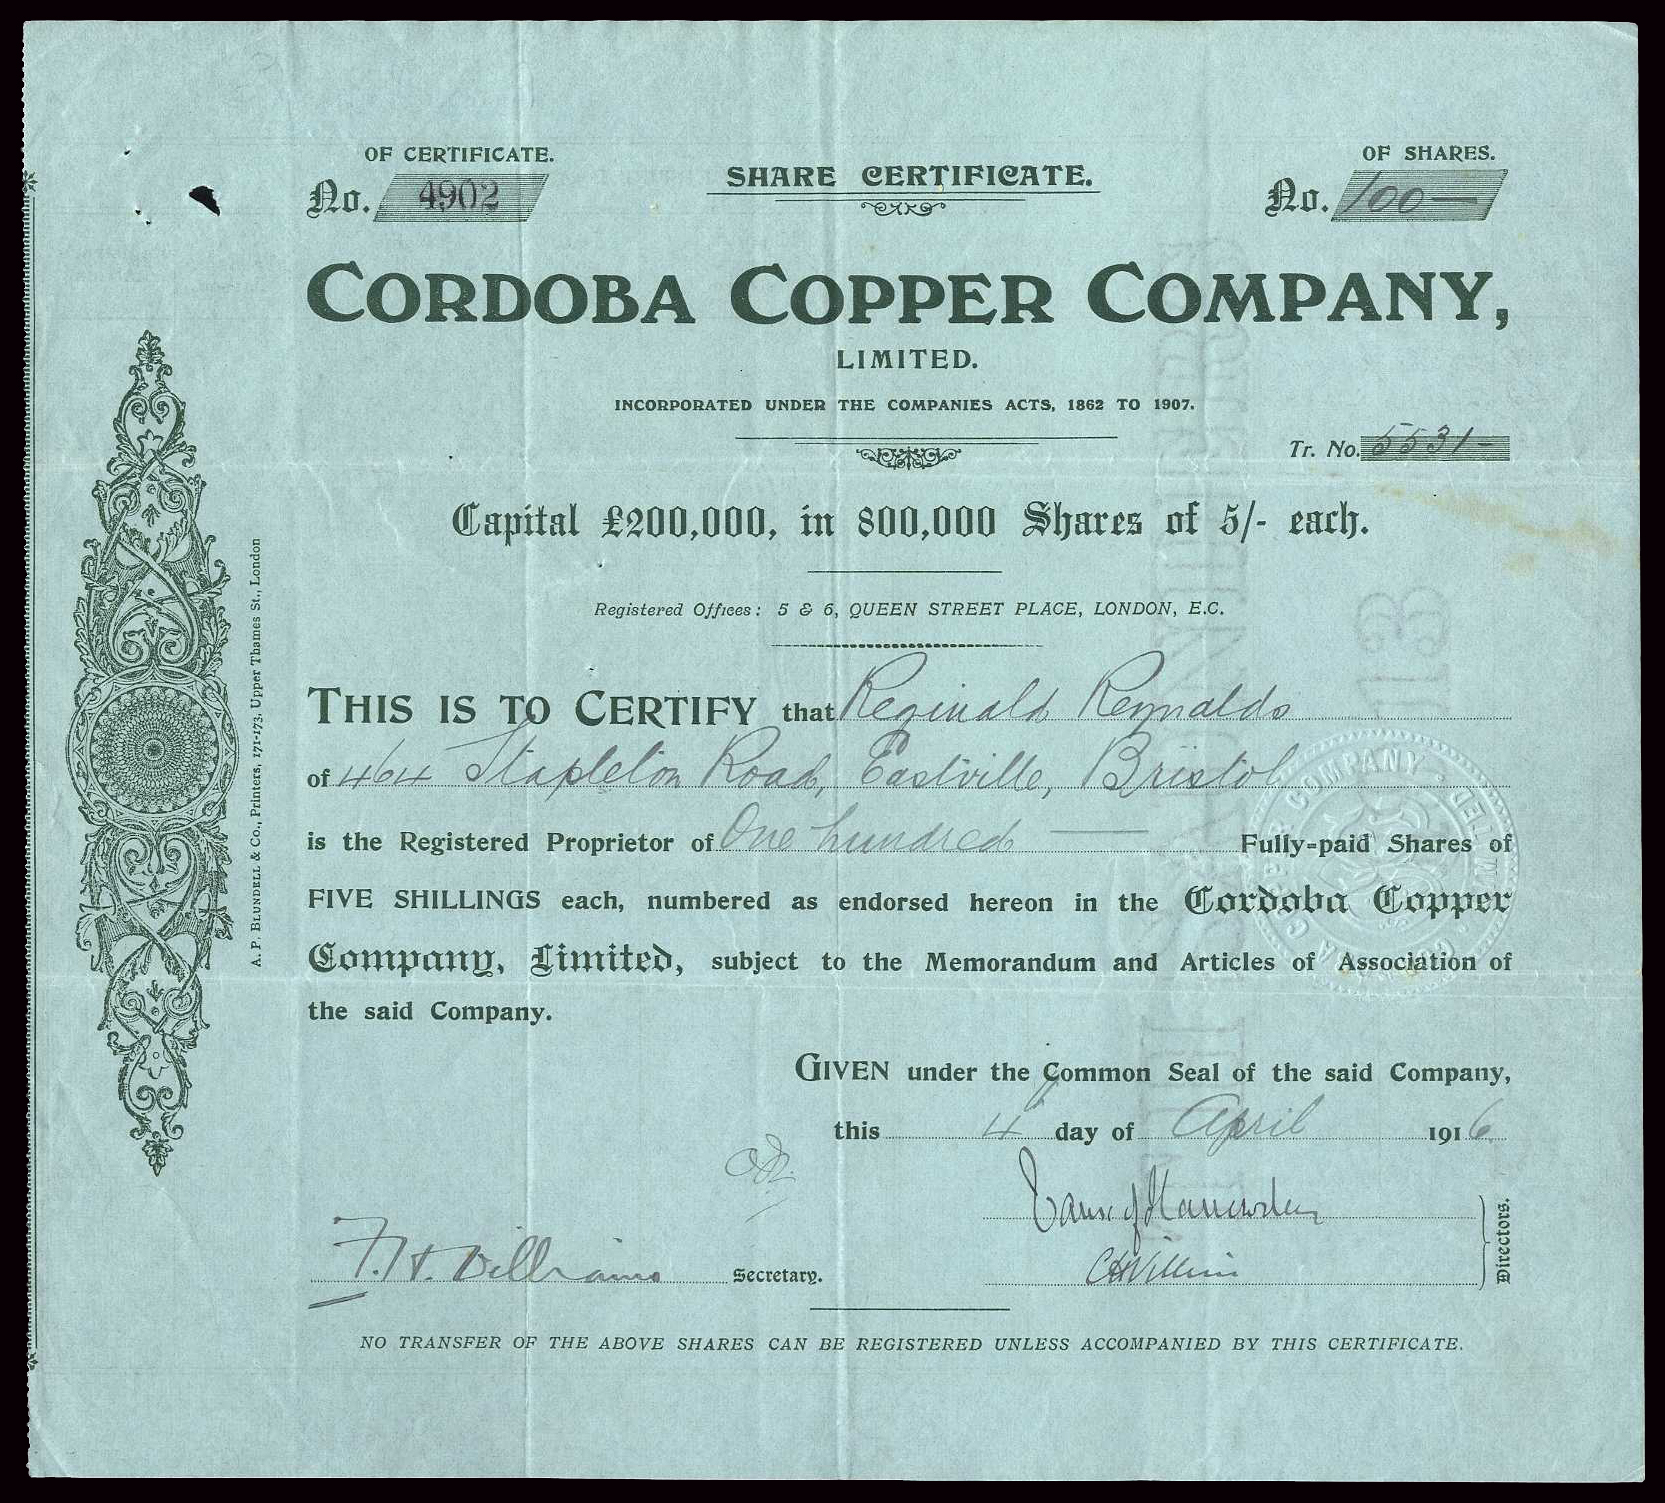 OF CERTIFICATE.
No. 4902
SHARE CERTIFICATE.
OF SHARES.
No. 100—
CORDOBA COPPER COMPANY,
LIMITED.
INCORPORATED UNDER THE COMPANIES ACTS, 1862 TO 1907.
Tr. No. 5531-
Capital £200,000, in 800,000 Shares of 5/- each.
Registered Offices: 5 & 6, QUEEN STREET PLACE, LONDON, E.C.
THIS IS TO CERTIFY that Reginald Reynalds
of 464 Stapleton Road, Eastville, Bristol
is the Registered Proprietor of One hundred — Fully=paid Shares of
FIVE SHILLINGS each, numbered as endorsed hereon in the Cordoba Copper
Company, Limited, subject to the Memorandum and Articles of Association of
the said Company.
GIVEN under the Common Seal of the said Company,
this 4 day of April 1916.
F. H. Williams Secretary.
Directors.
NO TRANSFER OF THE ABOVE SHARES CAN BE REGISTERED UNLESS ACCOMPANIED BY THIS CERTIFICATE.
A. P. BLUNDELL & CO., Printers, 171-173, Upper Thames St., London